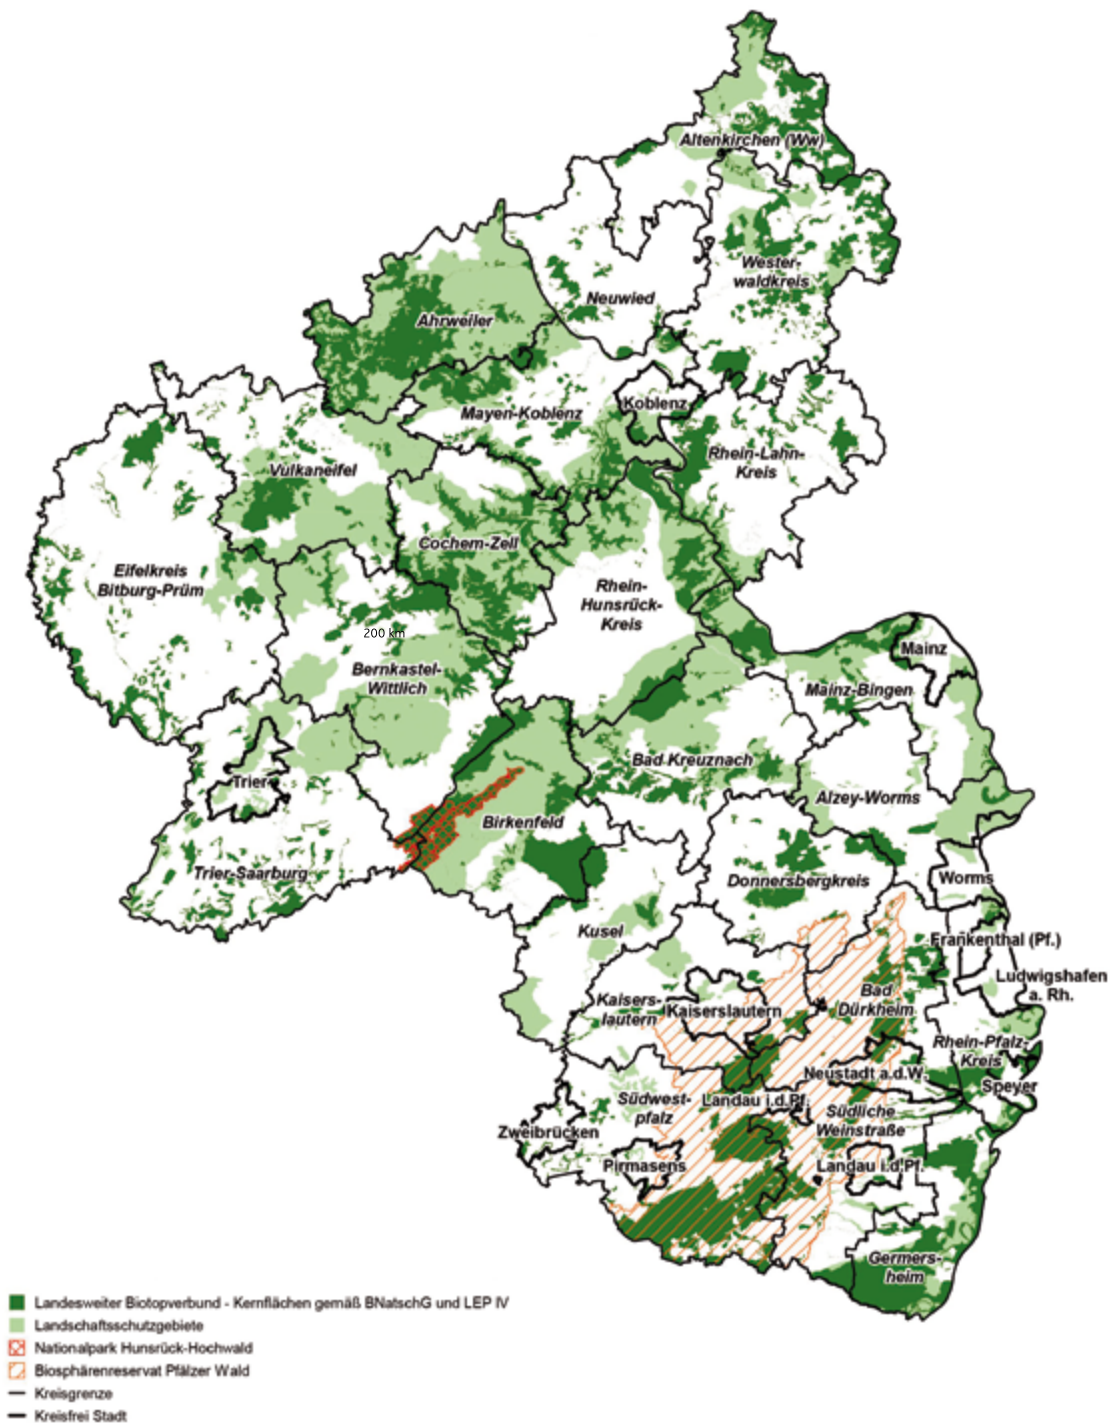 Altenkirchen (Ww)
Wester-
waldkreis
Neuwied
Ahrweiler
Koblenz
Mayen-Koblenz
Rhein-Lahn-
Kreis
Vulkaneifel
Cochem-Zell
Eifelkreis
Bitburg-Prüm
Rhein-
Hunsrück-
Kreis
200 km
Bernkastel-
Wittlich
Mainz
Mainz-Bingen
Bad Kreuznach
Trier
Alzey-Worms
Birkenfeld
Trier-Saarburg
Donnersbergkreis
Worms
Kusel
Frankenthal (Pf.)
Ludwigshafen
a. Rh.
Bad
Dürkheim
Kaisers-
lautern
Kaiserslautern
Rhein-Pfalz-
Kreis
Neustadt a.d.W.
Speyer
Südwest-
pfalz
Landau i.d.Pf.
Südliche
Weinstraße
Zweibrücken
Pirmasens
Landau i.d.Pf.
Germers-
heim
Landesweiter Biotopverbund - Kernflächen gemäß BNatschG und LEP IV
Landschaftsschutzgebiete
Nationalpark Hunsrück-Hochwald
Biosphärenreservat Pfälzer Wald
Kreisgrenze
Kreisfrei Stadt